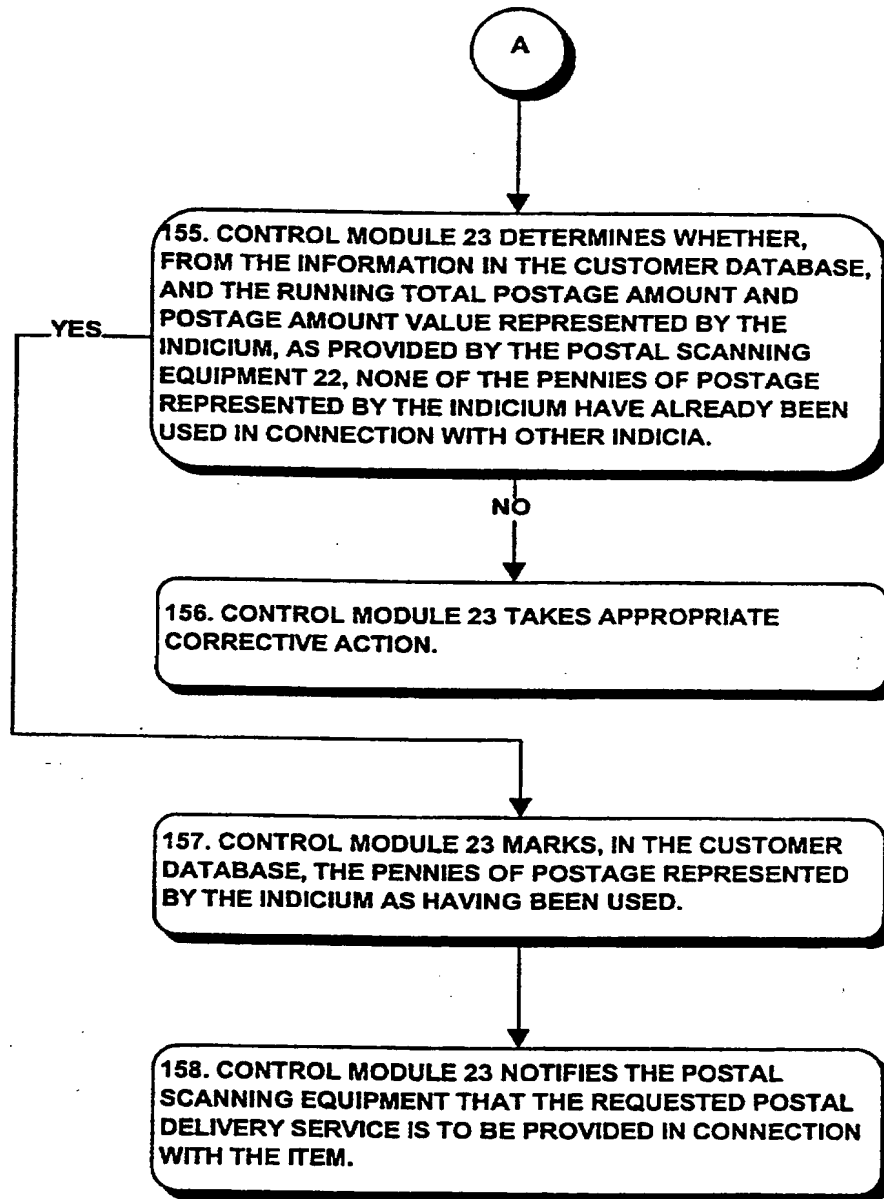 A
155. CONTROL MODULE 23 DETERMINES WHETHER,
FROM THE INFORMATION IN THE CUSTOMER DATABASE,
AND THE RUNNING TOTAL POSTAGE AMOUNT AND
POSTAGE AMOUNT VALUE REPRESENTED BY THE
INDICIUM, AS PROVIDED BY THE POSTAL SCANNING
EQUIPMENT 22, NONE OF THE PENNIES OF POSTAGE
REPRESENTED BY THE INDICIUM HAVE ALREADY BEEN
USED IN CONNECTION WITH OTHER INDICIA.
YES
NO
156. CONTROL MODULE 23 TAKES APPROPRIATE
CORRECTIVE ACTION.
157. CONTROL MODULE 23 MARKS, IN THE CUSTOMER
DATABASE, THE PENNIES OF POSTAGE REPRESENTED
BY THE INDICIUM AS HAVING BEEN USED.
158. CONTROL MODULE 23 NOTIFIES THE POSTAL
SCANNING EQUIPMENT THAT THE REQUESTED POSTAL
DELIVERY SERVICE IS TO BE PROVIDED IN CONNECTION
WITH THE ITEM.